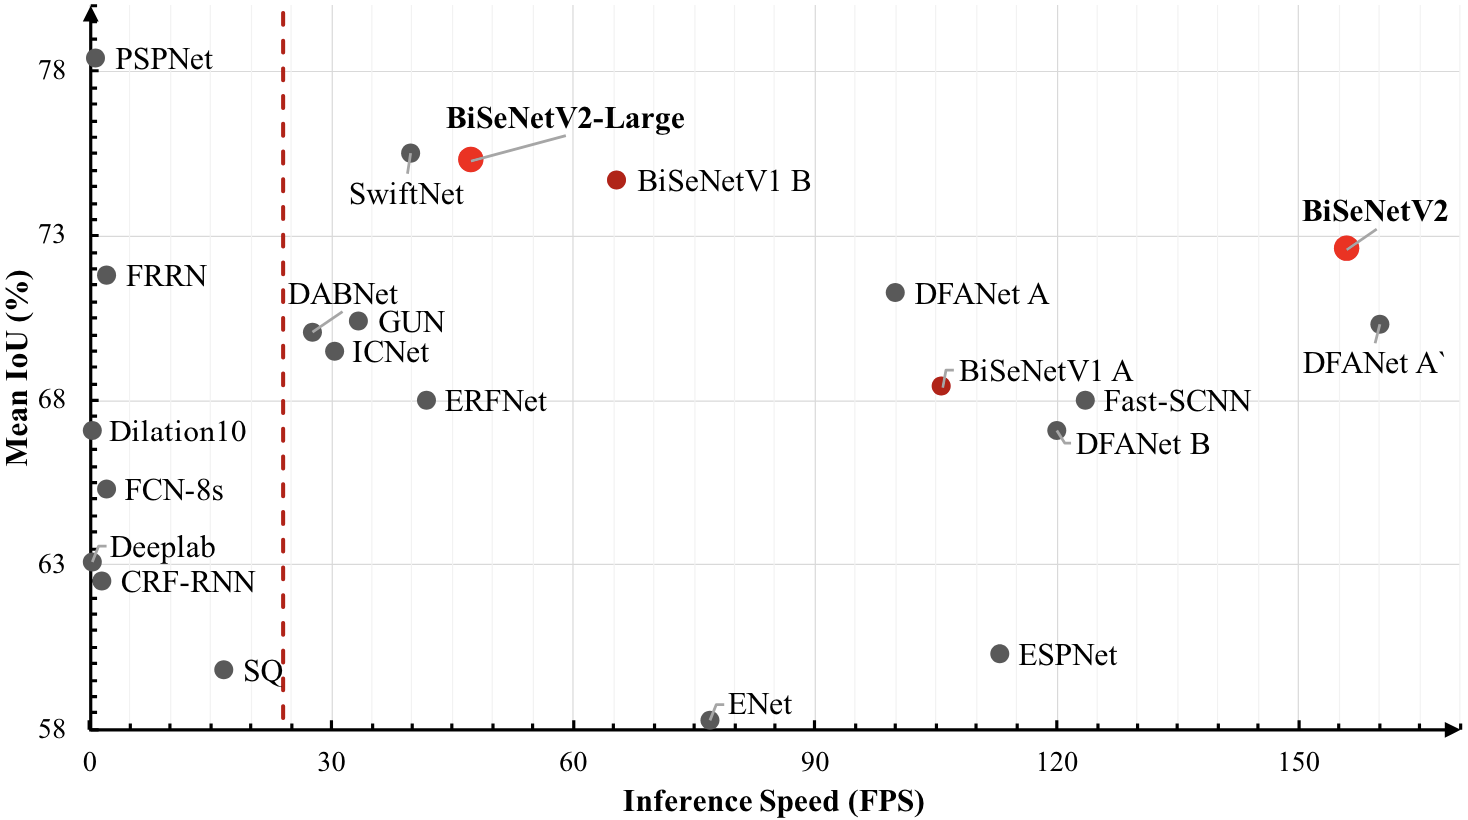 78
PSPNet
BiSeNetV2-Large
SwiftNet
BiSeNetV1 B
BiSeNetV2
73
FRRN
DABNet
GUN
ICNet
DFANet A
DFANet A`
BiSeNetV1 A
68
ERFNet
Fast-SCNN
Dilation10
DFANet B
FCN-8s
Deeplab
63
CRF-RNN
SQ
ESPNet
ENet
58
Mean IoU (%)
0
30
60
90
120
150
Inference Speed (FPS)